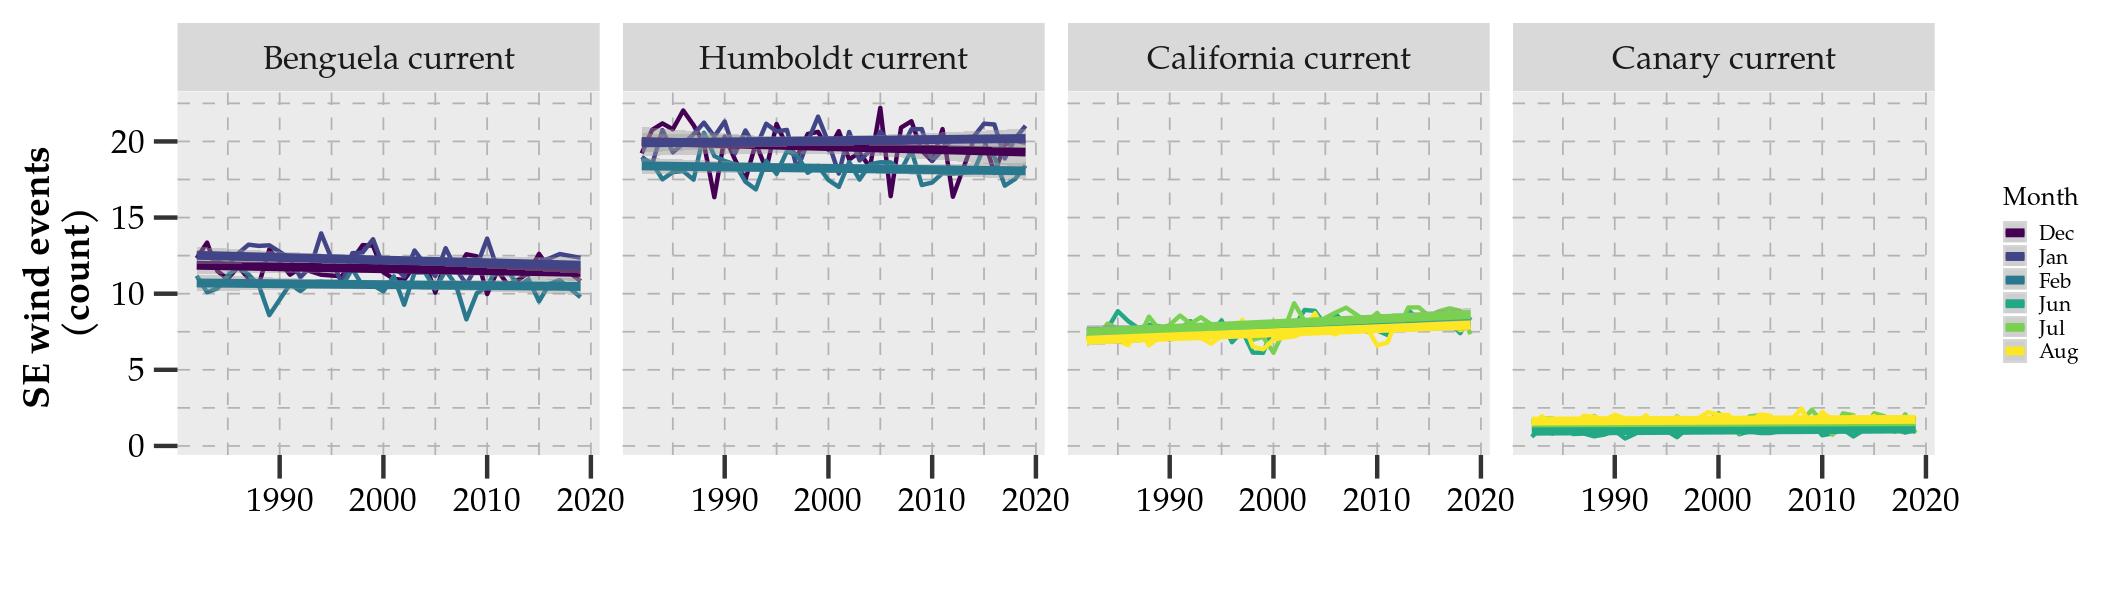 Benguela current
Humboldt current
California current
Canary current
SE wind events
(count)
20
15
10
5
0
1990 2000 2010 2020
1990 2000 2010 2020
1990 2000 2010 2020
1990 2000 2010 2020
Month
Dec
Jan
Feb
Jun
Jul
Aug